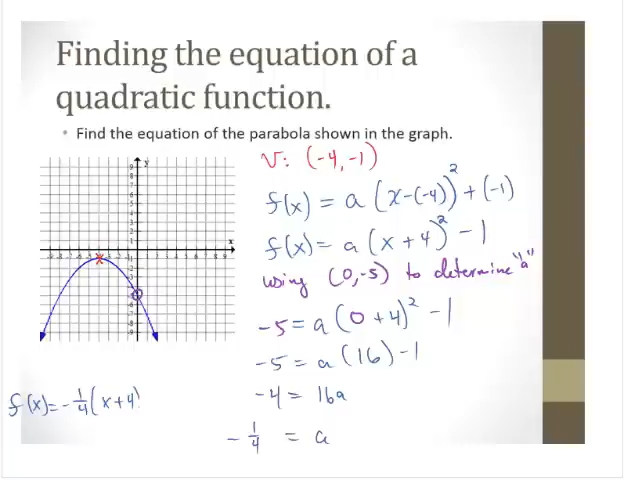 Finding the equation of a
quadratic function.
• Find the equation of the parabola shown in the graph.
V: (-4,-1)
f(x) = a (x-(-4))² + (-1)
f(x) = a (x + 4)² - 1
using (0,-5) to determine "a"
-5 = a (0 + 4)² - 1
-5 = a (16) - 1
-4 = 16a
- 1/4 = a
f(x) = - 1/4 (x + 4)
y
x